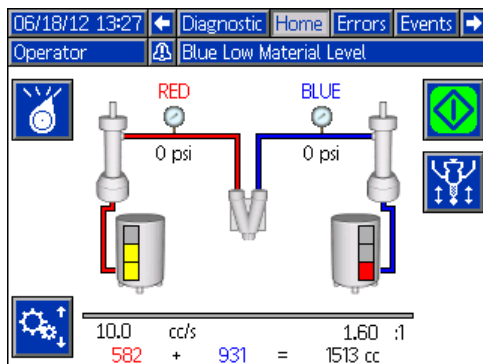 06/18/12 13:27 Diagnostic Home Errors Events
Operator Blue Low Material Level
RED BLUE
0 psi 0 psi
10.0 cc/s 1.60 :1
582 + 931 = 1513 cc